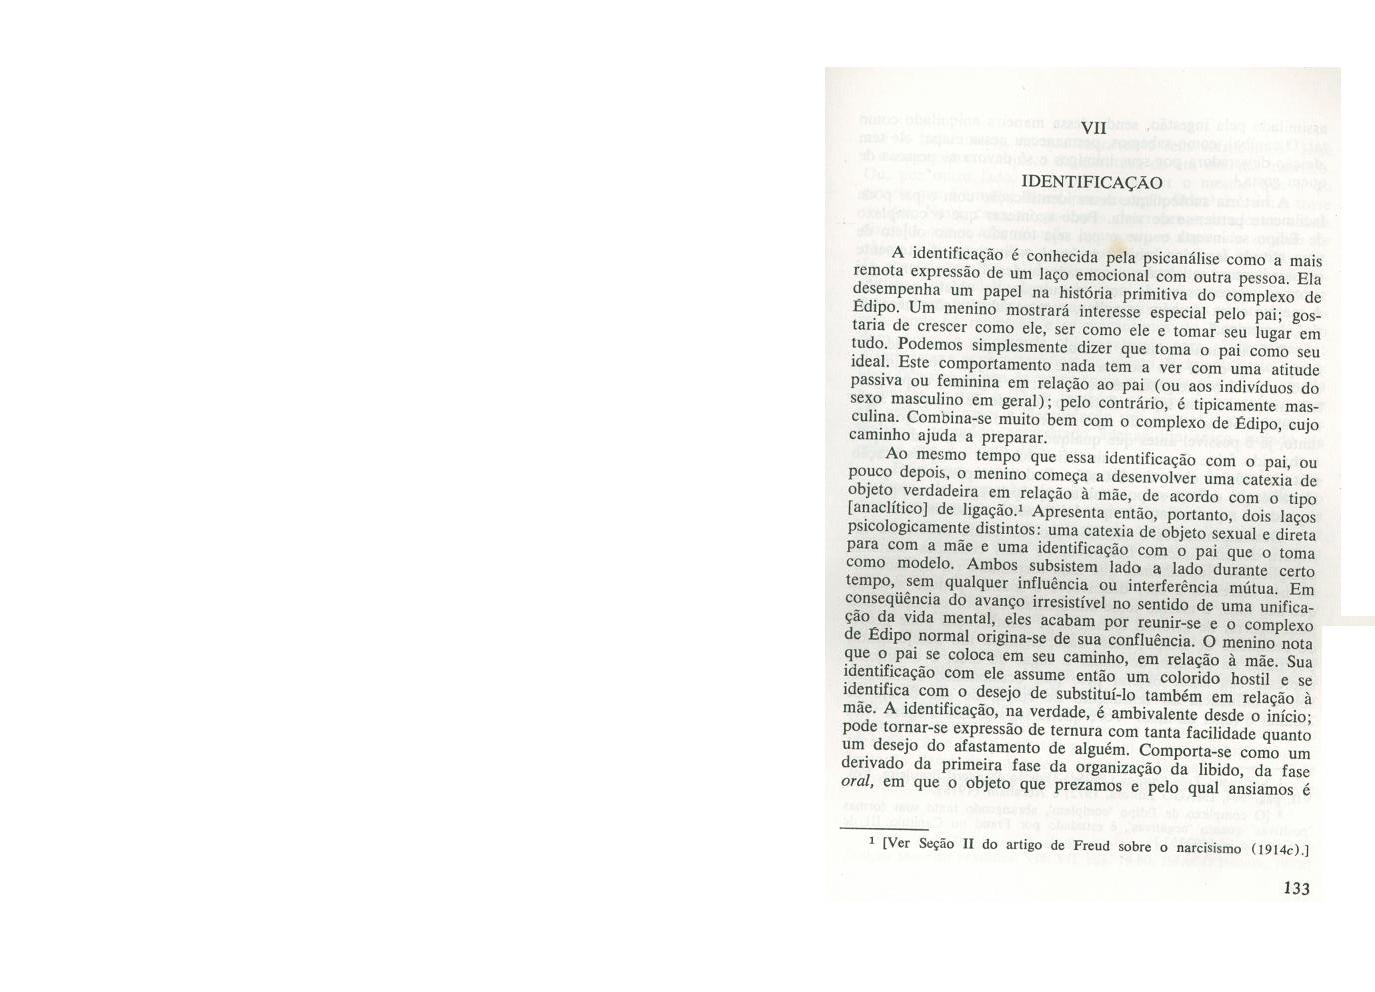 VII
IDENTIFICAÇÃO
A identificação é conhecida pela psicanálise como a mais
remota expressão de um laço emocional com outra pessoa. Ela
desempenha um papel na história primitiva do complexo de
Édipo. Um menino mostrará interesse especial pelo pai; gos-
taria de crescer como ele, ser como ele e tomar seu lugar em
tudo. Podemos simplesmente dizer que toma o pai como seu
ideal. Este comportamento nada tem a ver com uma atitude
passiva ou feminina em relação ao pai (ou aos indivíduos do
sexo masculino em geral); pelo contrário, é tipicamente mas-
culina. Combina-se muito bem com o complexo de Édipo, cujo
caminho ajuda a preparar.
Ao mesmo tempo que essa identificação com o pai, ou
pouco depois, o menino começa a desenvolver uma catexia de
objeto verdadeira em relação à mãe, de acordo com o tipo
[anaclítico] de ligação.¹ Apresenta então, portanto, dois laços
psicologicamente distintos: uma catexia de objeto sexual e direta
para com a mãe e uma identificação com o pai que o toma
como modelo. Ambos subsistem lado a lado durante certo
tempo, sem qualquer influência ou interferência mútua. Em
conseqüência do avanço irresistível no sentido de uma unifica-
ção da vida mental, eles acabam por reunir-se e o complexo
de Édipo normal origina-se de sua confluência. O menino nota
que o pai se coloca em seu caminho, em relação à mãe. Sua
identificação com ele assume então um colorido hostil e se
identifica com o desejo de substituí-lo também em relação à
mãe. A identificação, na verdade, é ambivalente desde o início;
pode tornar-se expressão de ternura com tanta facilidade quanto
um desejo do afastamento de alguém. Comporta-se como um
derivado da primeira fase da organização da libido, da fase
oral, em que o objeto que prezamos e pelo qual ansiamos é
¹ [Ver Seção II do artigo de Freud sobre o narcisismo (1914c).]
133